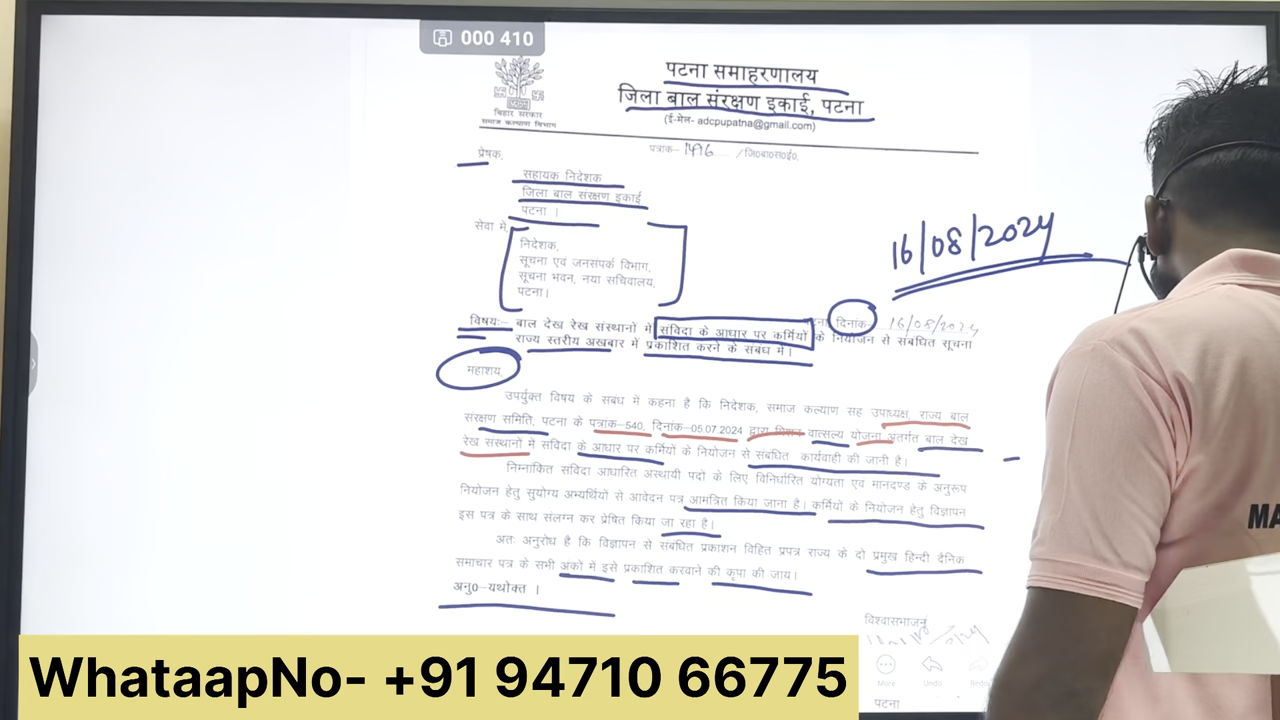 000 410
पटना समाहरणालय
जिला बाल संरक्षण इकाई, पटना
(ई-मेल- adcpupatna@gmail.com)
बिहार सरकार
समाज कल्याण विभाग
पत्रांक- 1496 /जि०बा०सं०ई०,
प्रेषक,
सहायक निदेशक
जिला बाल संरक्षण इकाई
पटना ।
सेवा में,
निदेशक,
सूचना एवं जनसंपर्क विभाग,
सूचना भवन, नया सचिवालय,
पटना।
16/08/2024
दिनांक- 16/08/2024
विषयः– बाल देख रेख संस्थानों में संविदा के आधार पर कर्मियों के नियोजन से संबंधित सूचना
राज्य स्तरीय अखबार में प्रकाशित करने के संबंध में।
महाशय,
उपर्युक्त विषय के संबंध में कहना है कि निदेशक, समाज कल्याण सह उपाध्यक्ष, राज्य बाल
संरक्षण समिति, पटना के पत्रांक-540, दिनांक-05.07.2024 द्वारा मिशन वात्सल्य योजना अंतर्गत बाल देख
रेख संस्थानों में संविदा के आधार पर कर्मियों के नियोजन से संबंधित कार्यवाही की जानी है।
निम्नांकित संविदा आधारित अस्थायी पदों के लिए विनिर्धारित योग्यता एवं मानदण्ड के अनुरूप
नियोजन हेतु सुयोग्य अभ्यर्थियों से आवेदन पत्र आमंत्रित किया जाना है। कर्मियों के नियोजन हेतु विज्ञापन
इस पत्र के साथ संलग्न कर प्रेषित किया जा रहा है।
अतः अनुरोध है कि विज्ञापन से संबंधित प्रकाशन विहित प्रपत्र राज्य के दो प्रमुख हिन्दी दैनिक
समाचार पत्र के सभी अंकों में इसे प्रकाशित करवाने की कृपा की जाय।
अनु०–यथोक्त ।
विश्वासभाजन
More Undo Redo
पटना
WhataapNo- +91 94710 66775
MA